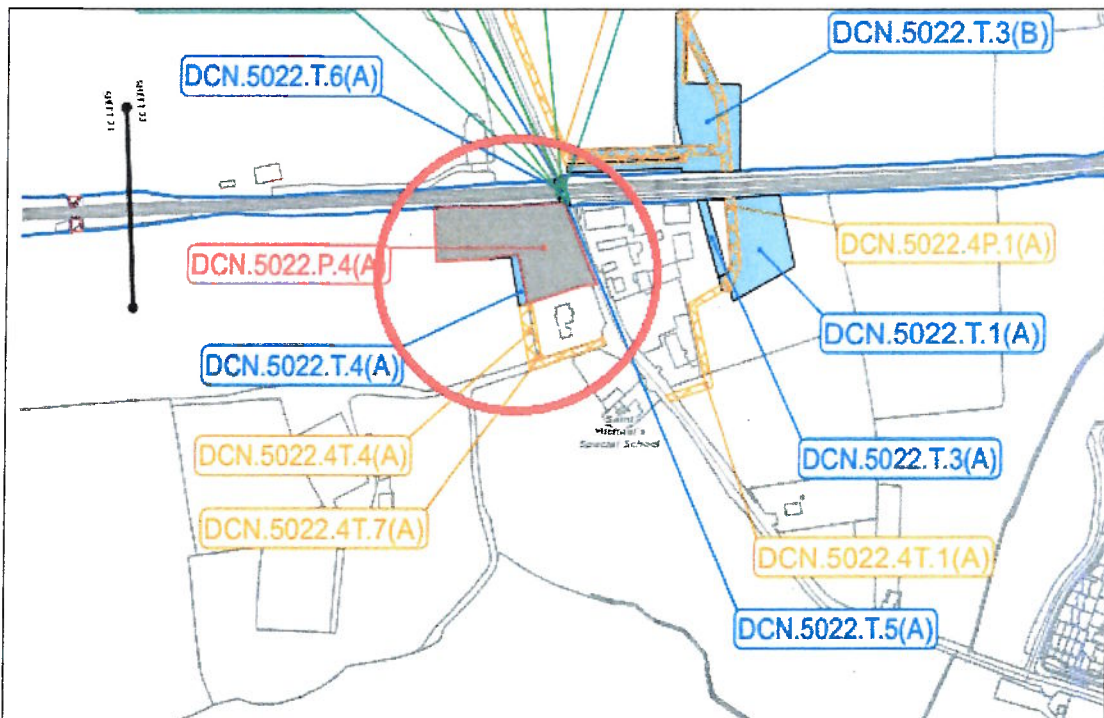 DCN.5022.T.3(B)
DCN.5022.T.6(A)
DCN.5022.4P.1(A)
DCN.5022.P.4(A)
DCN.5022.T.1(A)
DCN.5022.T.4(A)
Special School
DCN.5022.4T.4(A)
DCN.5022.T.3(A)
DCN.5022.4T.7(A)
DCN.5022.4T.1(A)
DCN.5022.T.5(A)